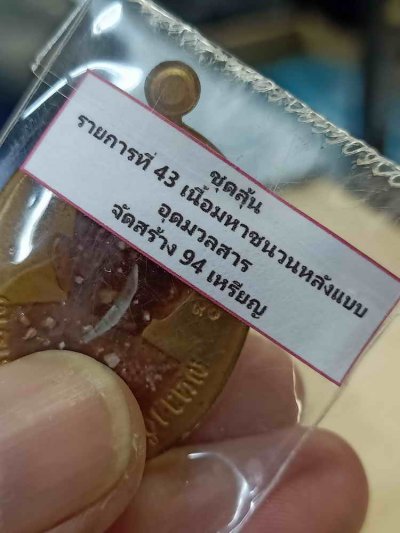 ชุดลุ้น
รายการที่ 43 เนื้อมหาชนวนหลังแบบ
อุดมวลสาร
จัดสร้าง 94 เหรียญ